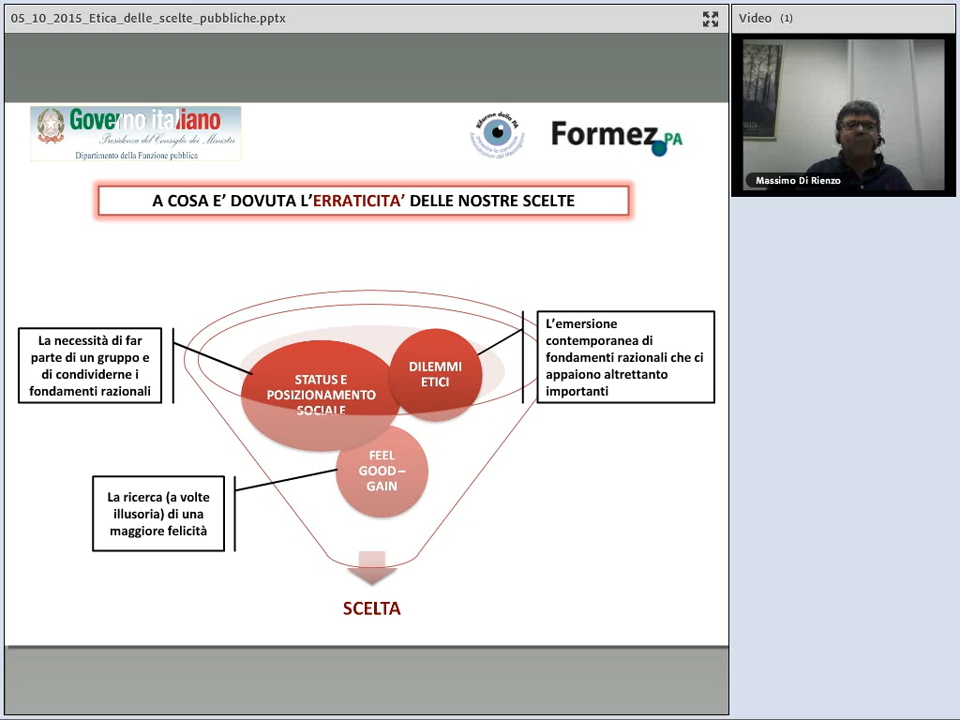 05_10_2015_Etica_delle_scelte_pubbliche.pptx
Video (1)
Governo italiano
Presidenza del Consiglio dei Ministri
Dipartimento della Funzione pubblica
Riforme della PA
Formez PA
Massimo Di Rienzo
A COSA E’ DOVUTA L’ERRATICITA’ DELLE NOSTRE SCELTE
La necessità di far
parte di un gruppo e
di condividerne i
fondamenti razionali
STATUS E
POSIZIONAMENTO
SOCIALE
DILEMMI
ETICI
L’emersione
contemporanea di
fondamenti razionali che ci
appaiono altrettanto
importanti
FEEL
GOOD –
GAIN
La ricerca (a volte
illusoria) di una
maggiore felicità
SCELTA